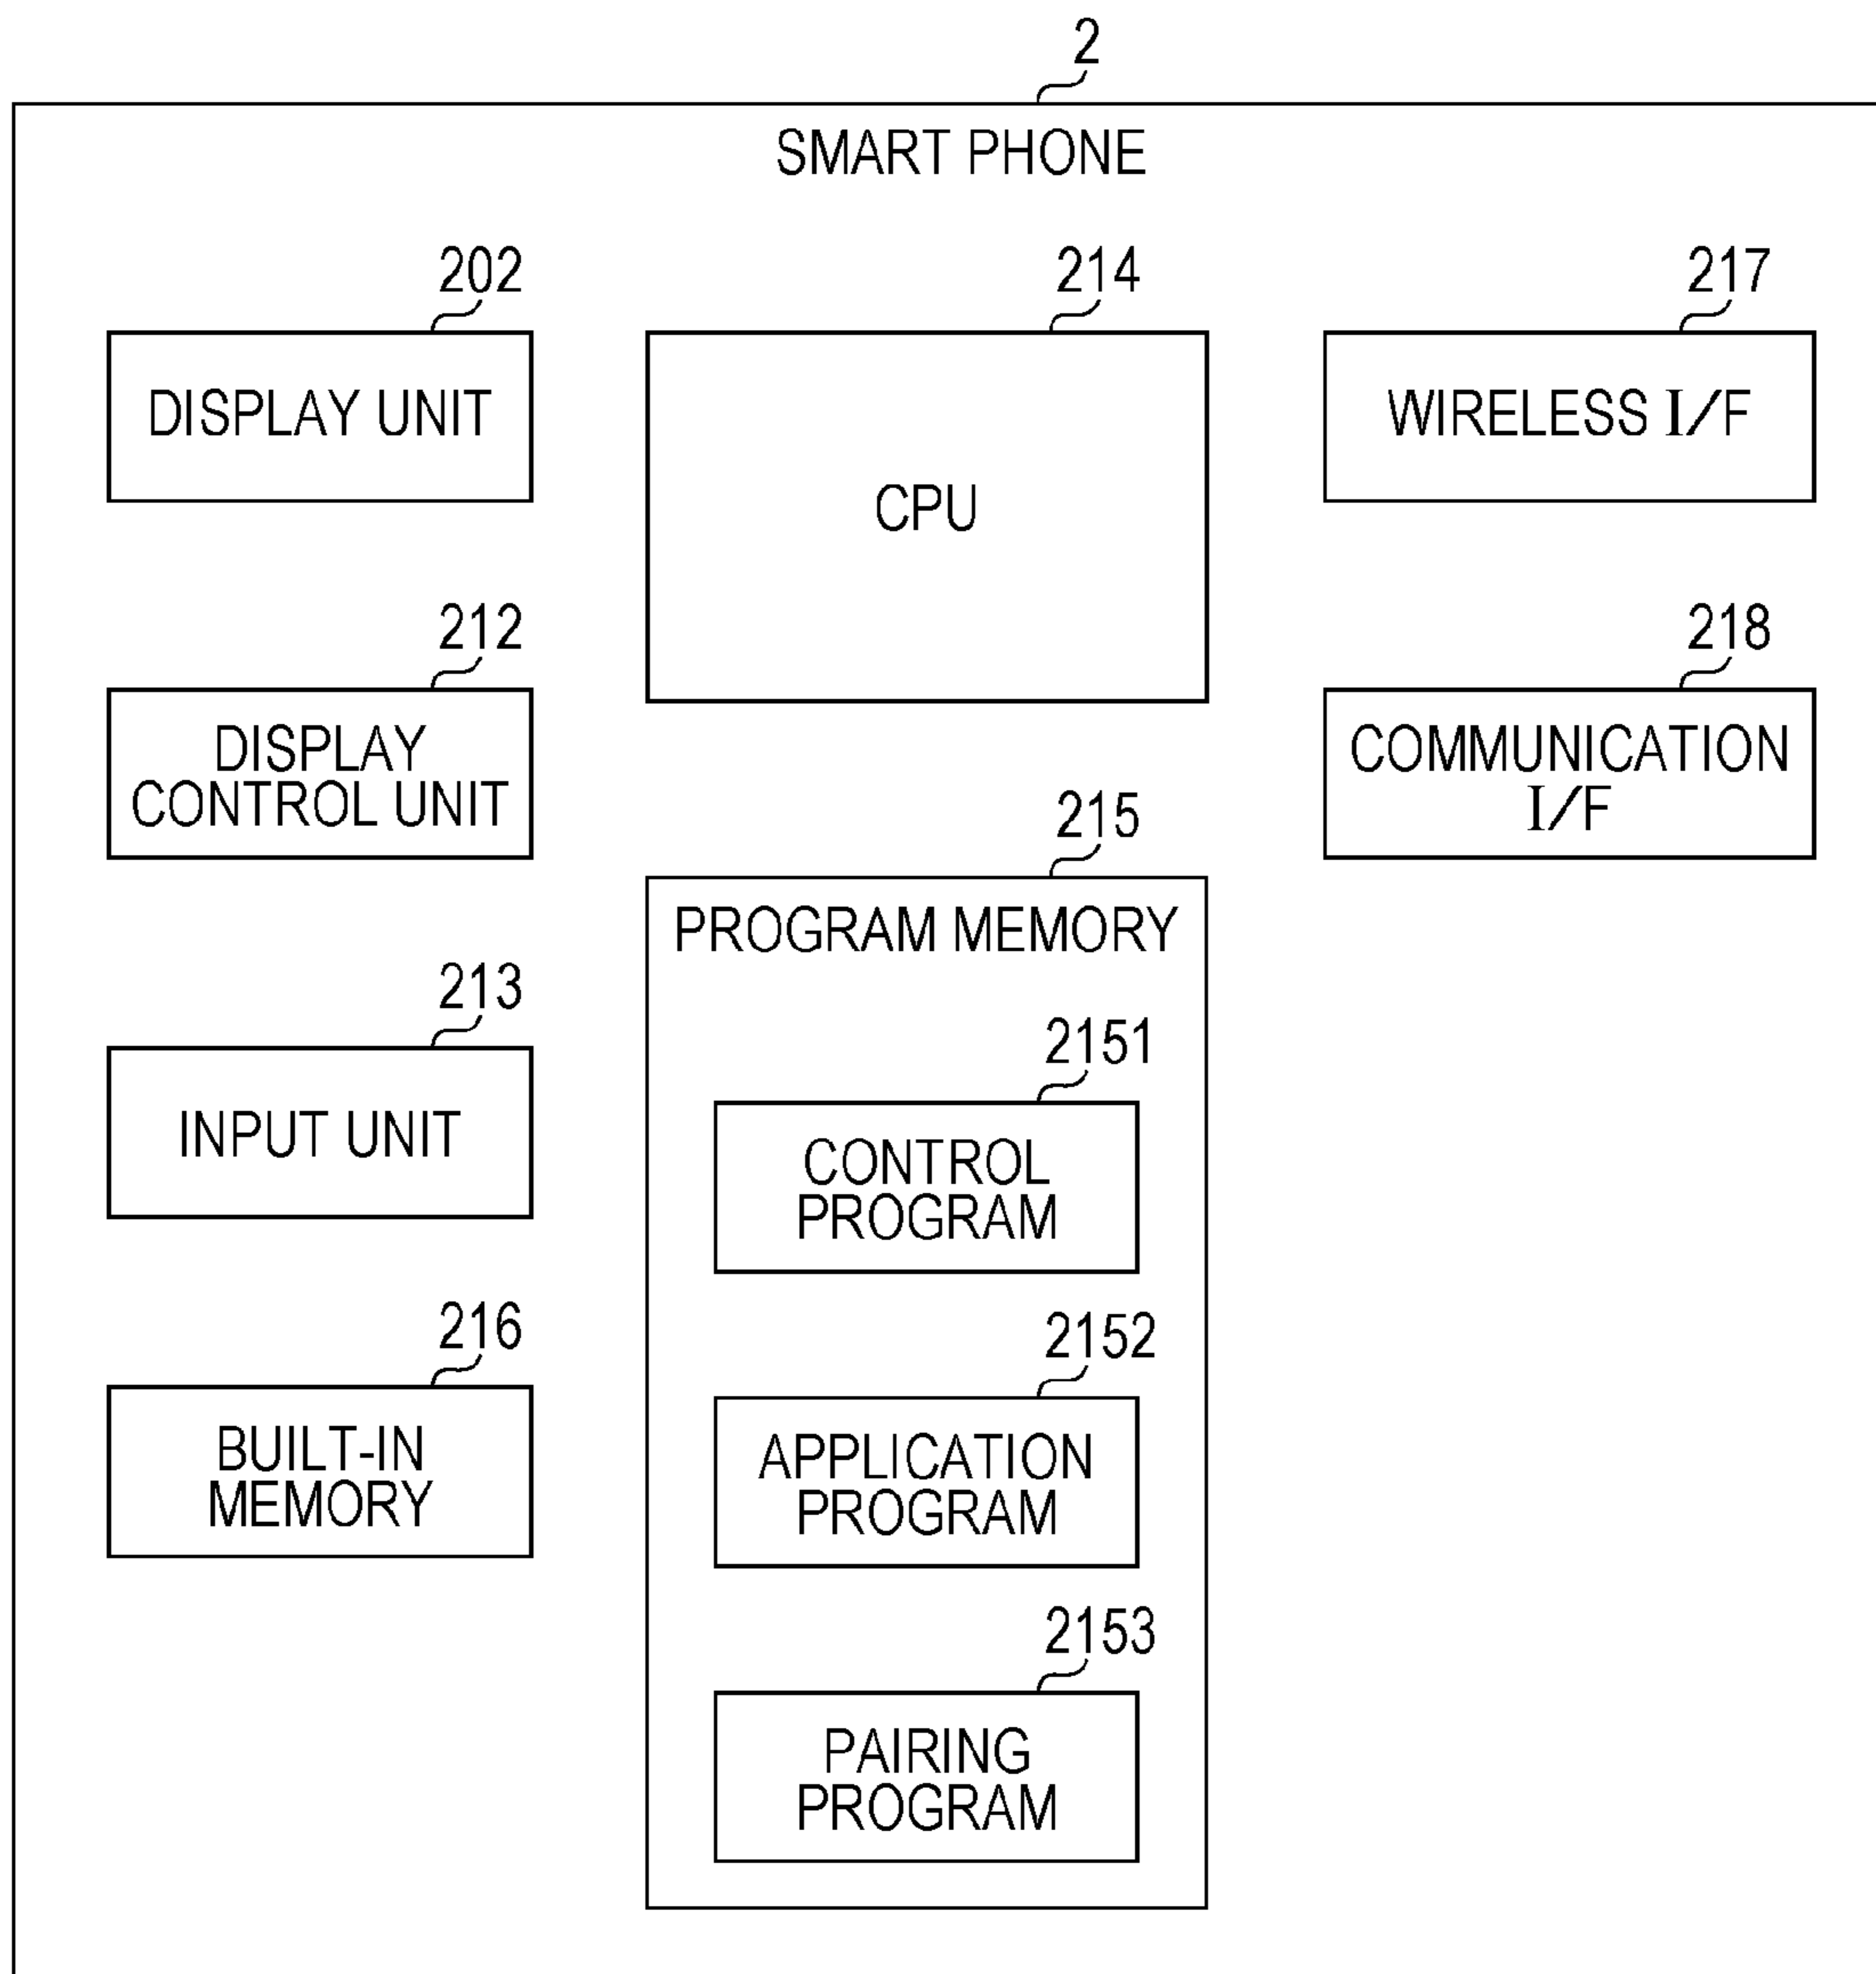 2
SMART PHONE
202
DISPLAY UNIT
212
DISPLAY
CONTROL UNIT
213
INPUT UNIT
216
BUILT-IN
MEMORY
214
CPU
215
PROGRAM MEMORY
2151
CONTROL
PROGRAM
2152
APPLICATION
PROGRAM
2153
PAIRING
PROGRAM
217
WIRELESS I/F
218
COMMUNICATION
I/F